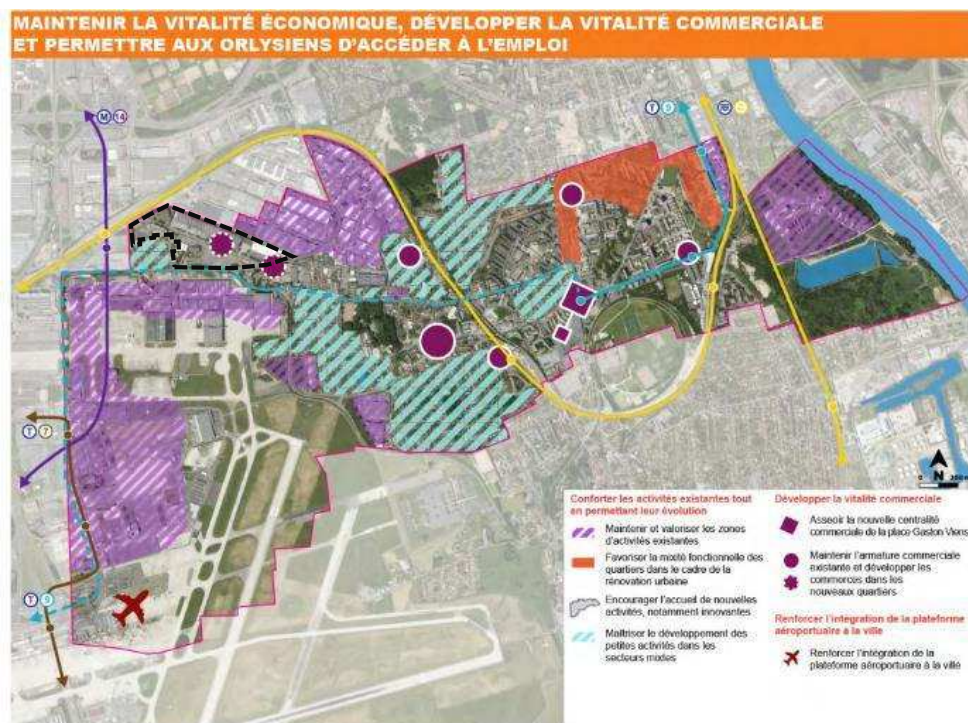 MAINTENIR LA VITALITÉ ÉCONOMIQUE, DÉVELOPPER LA VITALITÉ COMMERCIALE
ET PERMETTRE AUX ORLYSIENS D'ACCÉDER À L'EMPLOI
M 14
T 9
T 7
T 9
N
0
Conforter les activités existantes tout
en permettant leur évolution
Maintenir et valoriser les zones
d'activités existantes
Favoriser la mixité fonctionnelle des
quartiers dans le cadre de la
rénovation urbaine
Encourager l'accueil de nouvelles
activités, notamment innovantes
Maîtriser le développement des
petites activités dans les
secteurs mixtes
Développer la vitalité commerciale
Asseoir la nouvelle centralité
commerciale de la place Gaston Viens
Maintenir l'armature commerciale
existante et développer les
commerces dans les
nouveaux quartiers
Renforcer l'intégration de la plateforme
aéroportuaire à la ville
Renforcer l'intégration de la
plateforme aéroportuaire à la ville